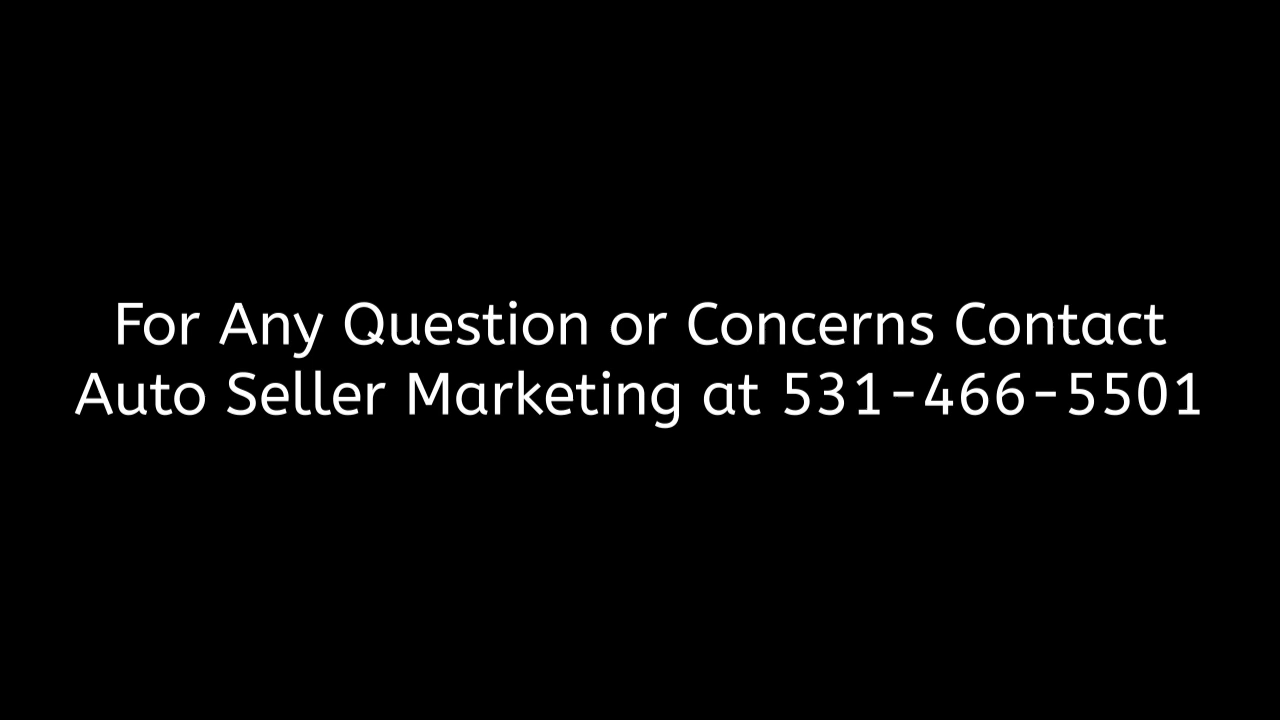 For Any Question or Concerns Contact
Auto Seller Marketing at 531-466-5501